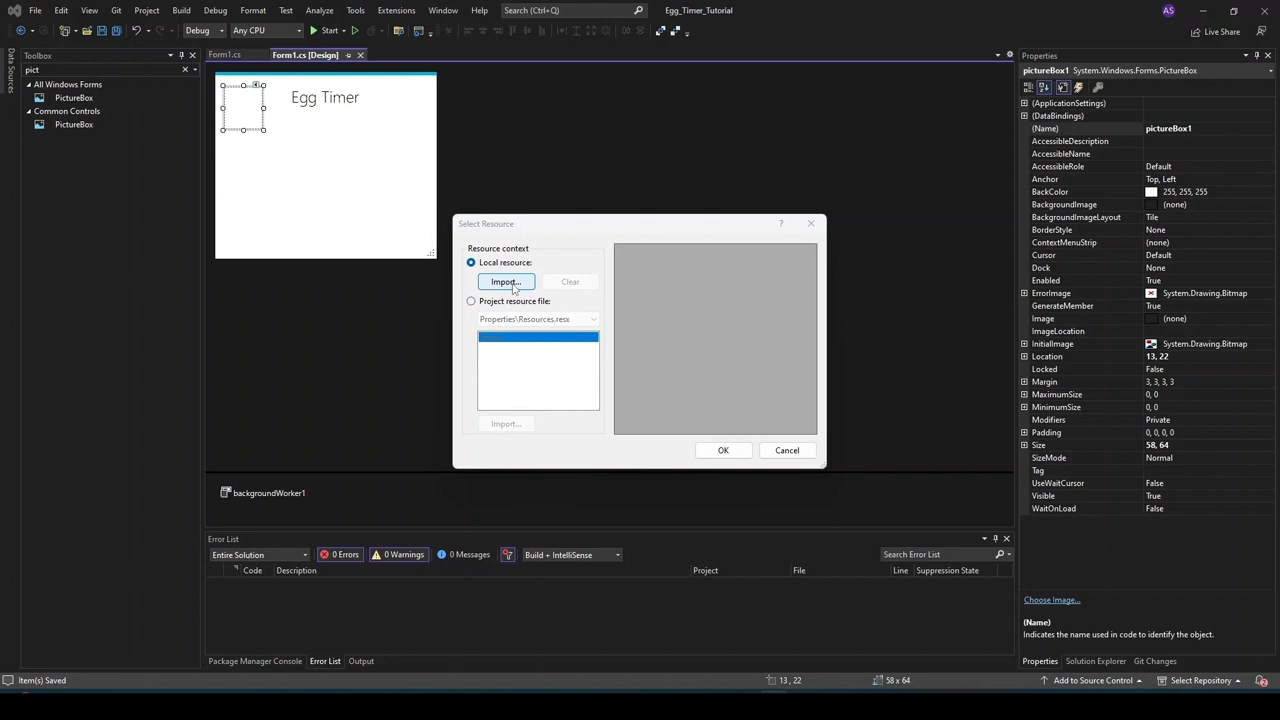 File Edit View Git Project Build Debug Format Test Analyze Tools Extensions Window Help Search (Ctrl+Q) Egg_Timer_Tutorial AS
Debug Any CPU Start Live Share
Data Sources
Toolbox
pict
All Windows Forms
PictureBox
Common Controls
PictureBox
Form1.cs Form1.cs [Design]
Egg Timer
Select Resource ?
Resource context
Local resource:
Import... Clear
Project resource file:
Properties\Resources.resx
Import...
OK Cancel
backgroundWorker1
Error List
Entire Solution 0 Errors 0 Warnings 0 Messages Build + IntelliSense Search Error List
Code Description Project File Line Suppression State
Package Manager Console Error List Output
Properties
pictureBox1 System.Windows.Forms.PictureBox
(ApplicationSettings)
(DataBindings)
(Name) pictureBox1
AccessibleDescription
AccessibleName
AccessibleRole Default
Anchor Top, Left
BackColor 255, 255, 255
BackgroundImage (none)
BackgroundImageLayout Tile
BorderStyle None
ContextMenuStrip (none)
Cursor Default
Dock None
Enabled True
ErrorImage System.Drawing.Bitmap
GenerateMember True
Image (none)
ImageLocation
InitialImage System.Drawing.Bitmap
Location 13, 22
Locked False
Margin 3, 3, 3, 3
MaximumSize 0, 0
MinimumSize 0, 0
Modifiers Private
Padding 0, 0, 0, 0
Size 58, 64
SizeMode Normal
Tag
UseWaitCursor False
Visible True
WaitOnLoad False
Choose Image...
(Name)
Indicates the name used in code to identify the object.
Properties Solution Explorer Git Changes
Item(s) Saved 13 , 22 58 x 64 Add to Source Control Select Repository